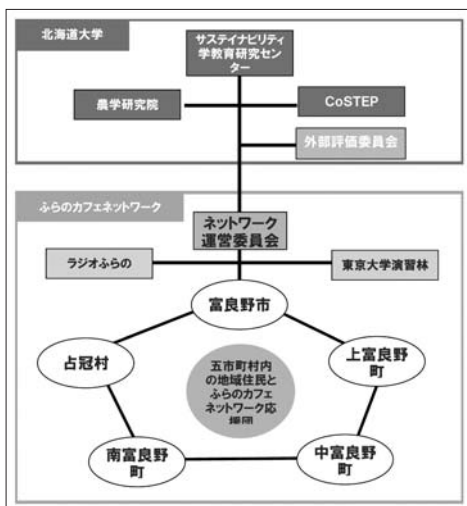 北海道大学
サステイナビリティ
学教育研究セン
ター
農学研究院
CoSTEP
外部評価委員会
ふらのカフェネットワーク
ネットワーク
運営委員会
ラジオふらの
東京大学演習林
富良野市
占冠村
上富良野
町
五市町村内
の地域住民と
ふらのカフェ
ネットワーク応
援団
南富良野
町
中富良野
町